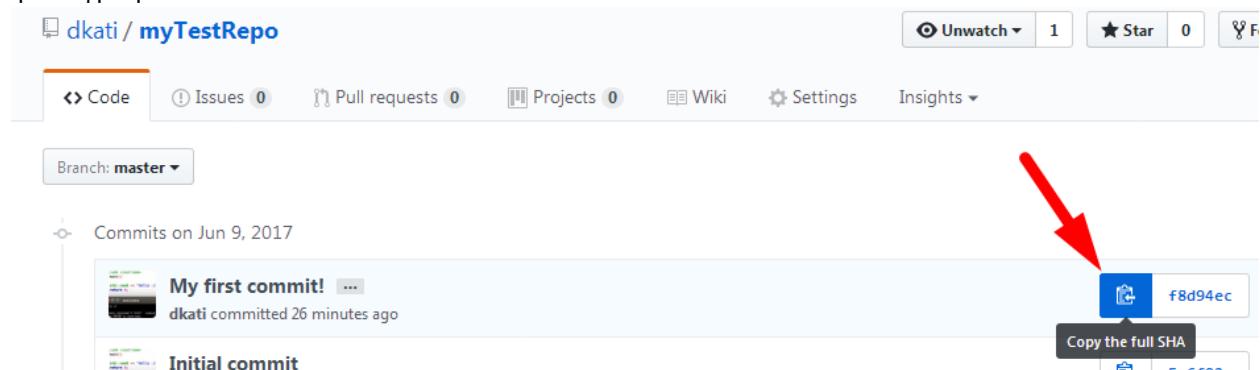 dkati / myTestRepo
Unwatch 1 Star 0
Code Issues 0 Pull requests 0 Projects 0 Wiki Settings Insights
Branch: master
Commits on Jun 9, 2017
My first commit! …
dkati committed 26 minutes ago
f8d94ec
Copy the full SHA
Initial commit